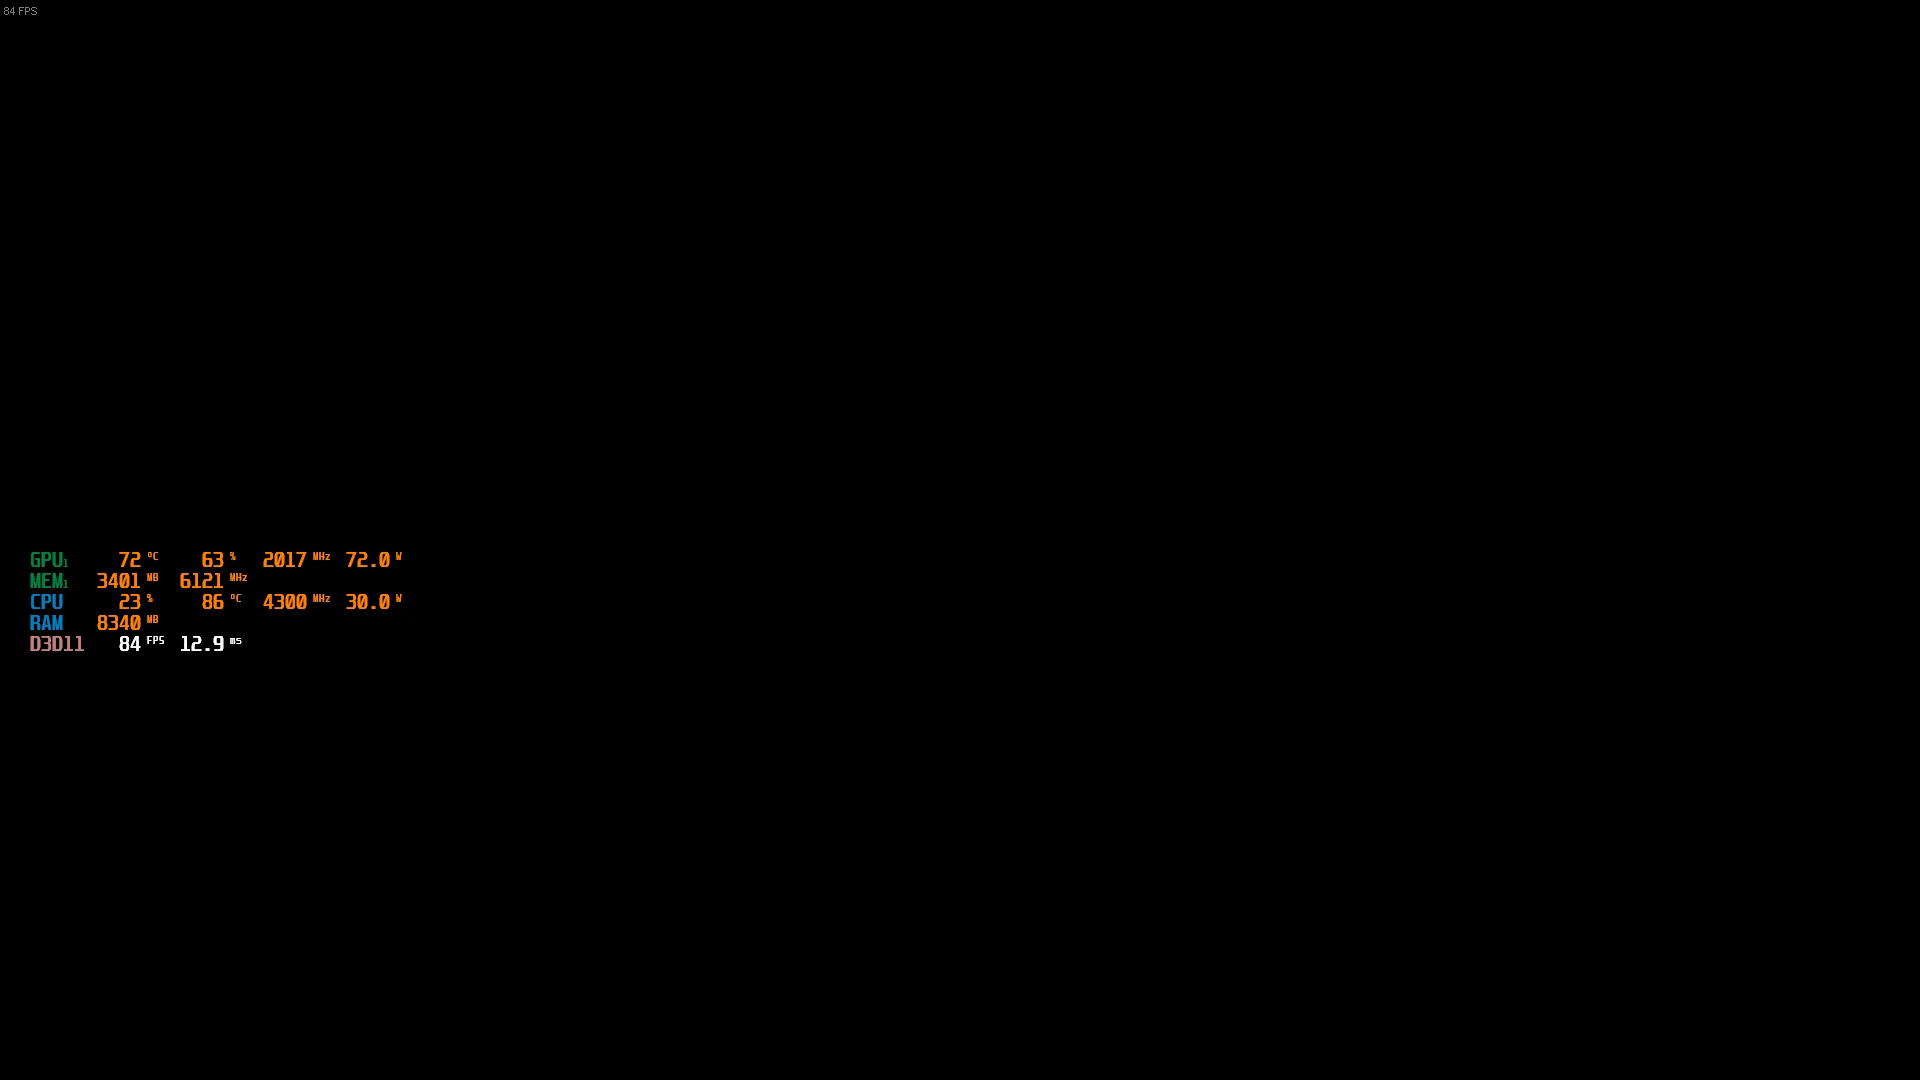 84 FPS
GPU1 72 °C 63 % 2017 MHz 72.0 W
MEM1 3401 MB 6121 MHz
CPU 23 % 86 °C 4300 MHz 30.0 W
RAM 8340 MB
D3D11 84 FPS 12.9 ms